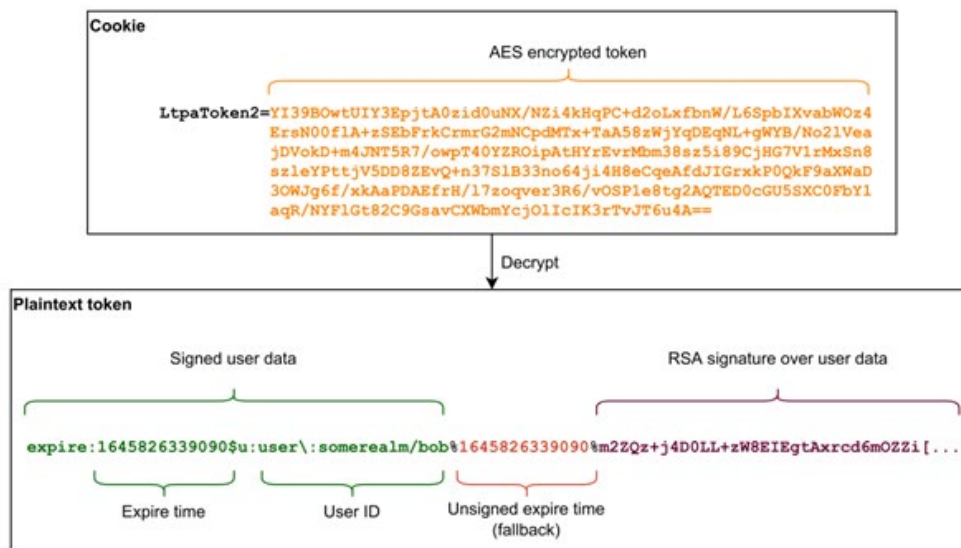 Cookie
AES encrypted token
LtpaToken2=YI39BOwtUIY3EpjtA0zid0uNX/NZi4kHqPC+d2oLxfbnW/L6SpbIXvabWOz4
ErsN00flA+zSEbFrkCrmrG2mNCpdMTx+TaA58zWjYqDEqNL+gWYB/No2lVea
jDVokD+m4JNT5R7/owpT40YZROipAtHYrEvrMbm38sz5i89CjHG7V1rMxSn8
szleYPttjV5DD8ZEvQ+n37SlB33no64ji4H8eCqeAfdJIGrxkP0QkF9aXWaD
3OWJg6f/xkAaPDAEfrH/l7zoqver3R6/vOSP1e8tg2AQTED0cGU5SXC0FbY1
aqR/NYFlGt82C9GsavCXWbmYcjOlIcIK3rTvJT6u4A==
Decrypt
Plaintext token
Signed user data
RSA signature over user data
expire:1645826339090$u:user\:somerealm/bob%1645826339090%m2ZQz+j4D0LL+zW8EIEgtAxrcd6mOZZi[...
Expire time
User ID
Unsigned expire time
(fallback)